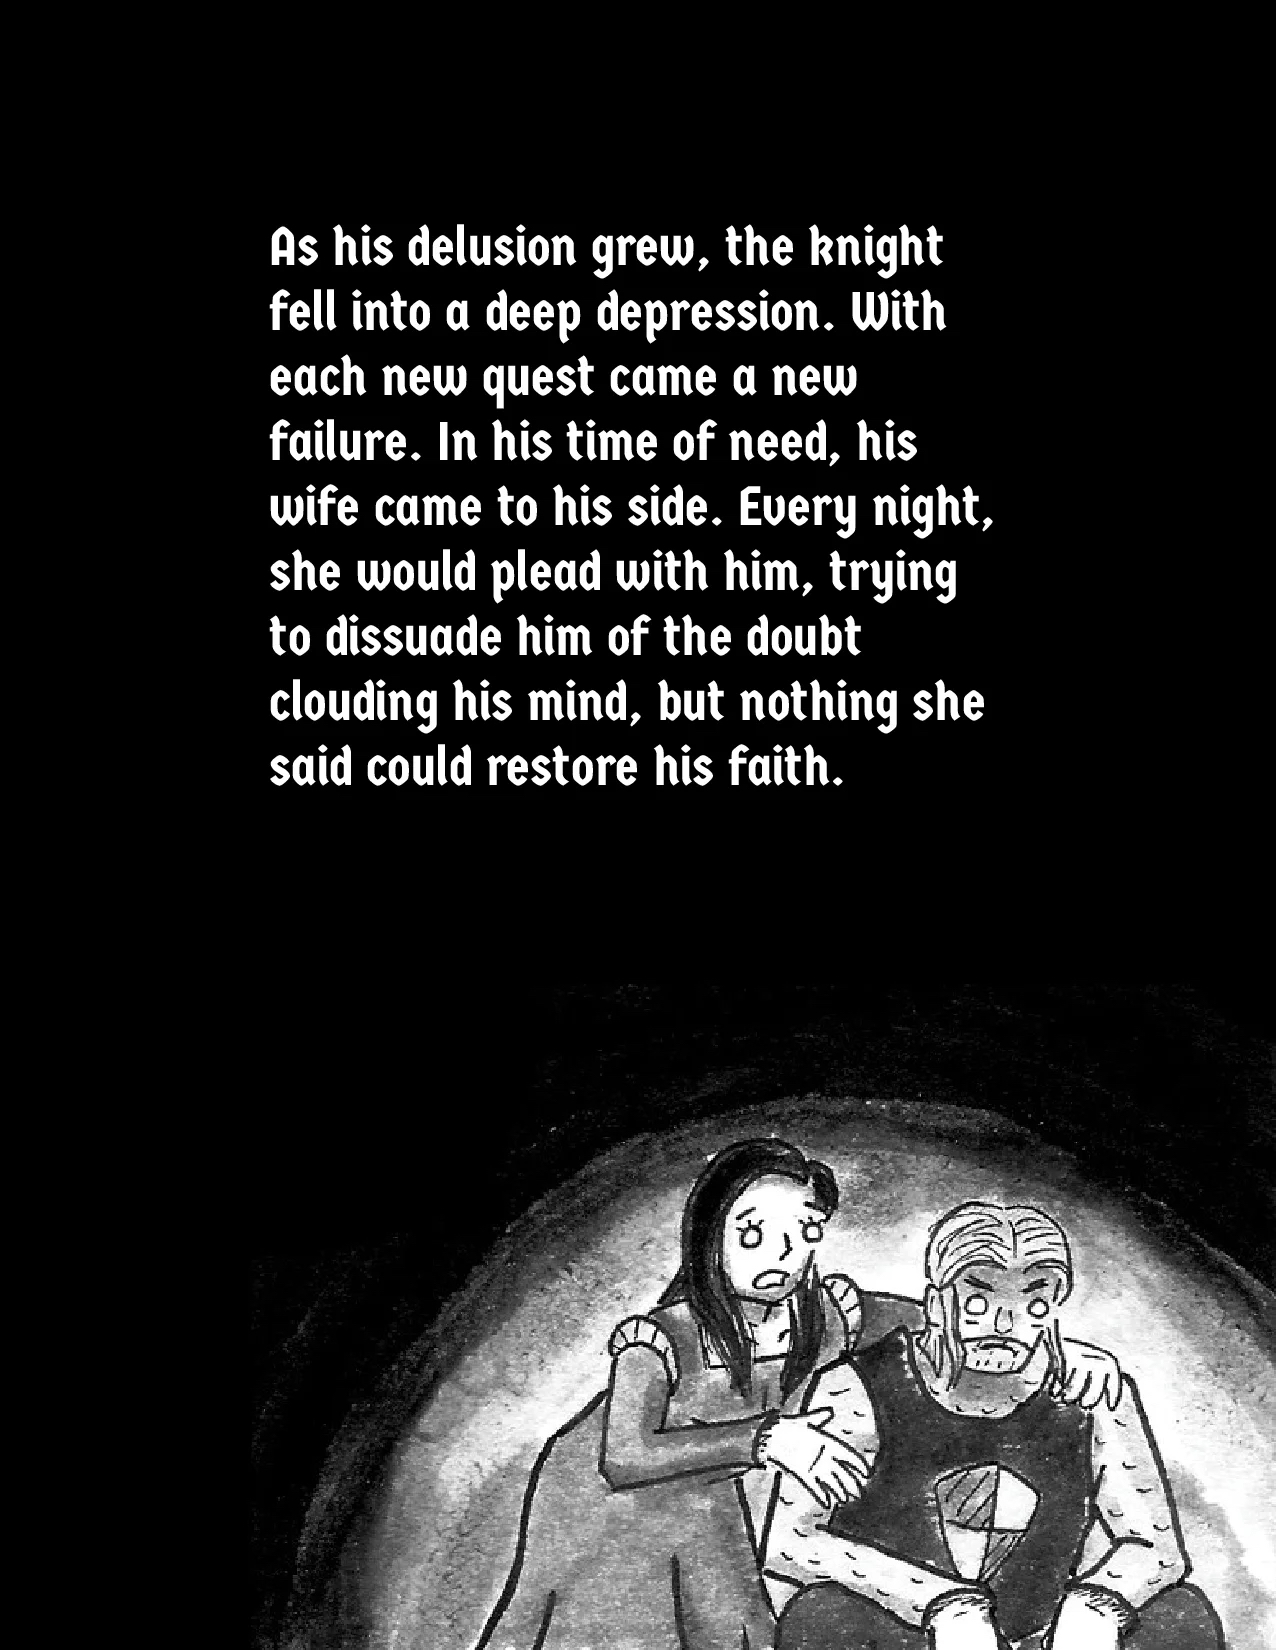 As his delusion grew, the knight
fell into a deep depression. With
each new quest came a new
failure. In his time of need, his
wife came to his side. Every night,
she would plead with him, trying
to dissuade him of the doubt
clouding his mind, but nothing she
said could restore his faith.